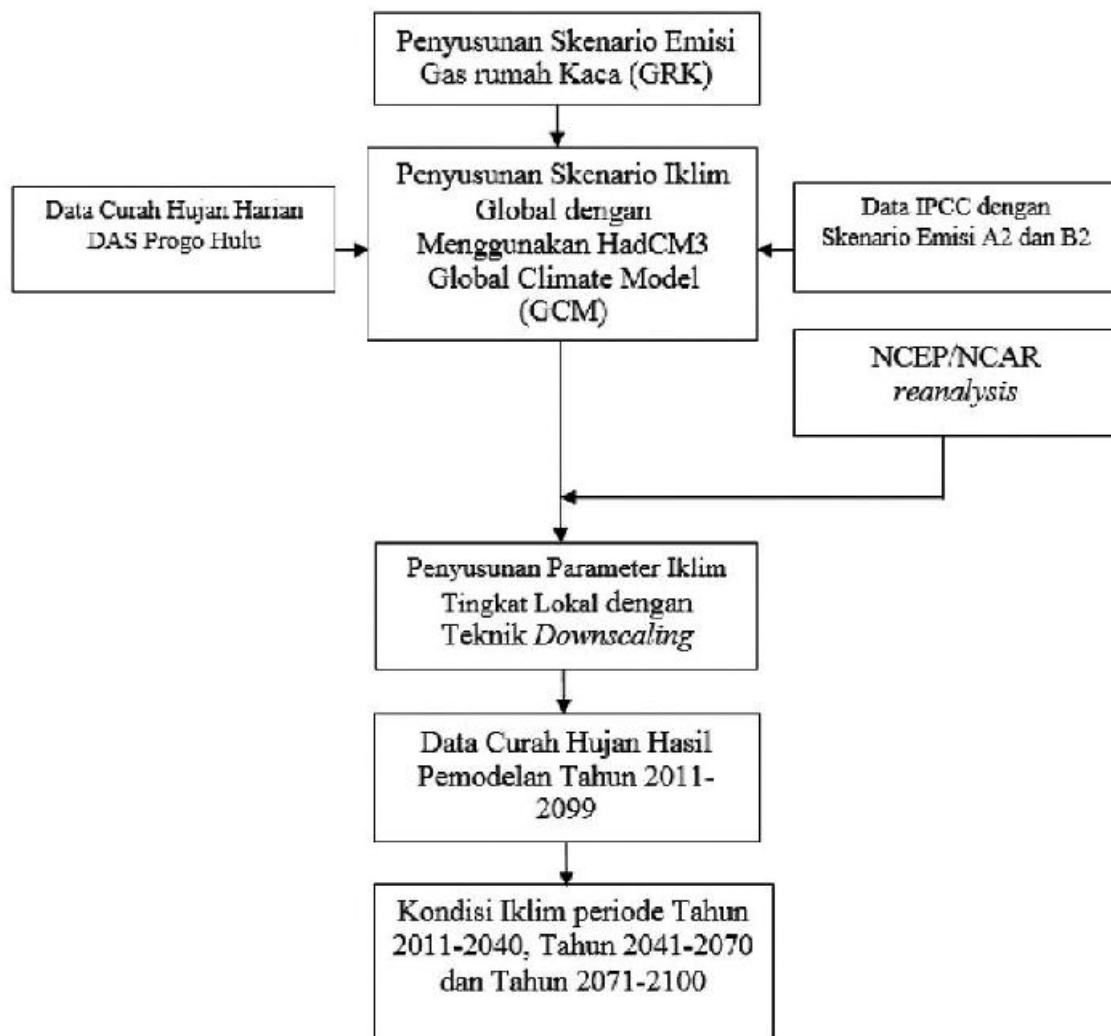 Penyusunan Skenario Emisi
Gas rumah Kaca (GRK)
Penyusunan Skenario Iklim
Global dengan
Menggunakan HadCM3
Global Climate Model
(GCM)
Data Curah Hujan Harian
DAS Progo Hulu
Data IPCC dengan
Skenario Emisi A2 dan B2
NCEP/NCAR
reanalysis
Penyusunan Parameter Iklim
Tingkat Lokal dengan
Teknik Downscaling
Data Curah Hujan Hasil
Pemodelan Tahun 2011-
2099
Kondisi Iklim periode Tahun
2011-2040, Tahun 2041-2070
dan Tahun 2071-2100